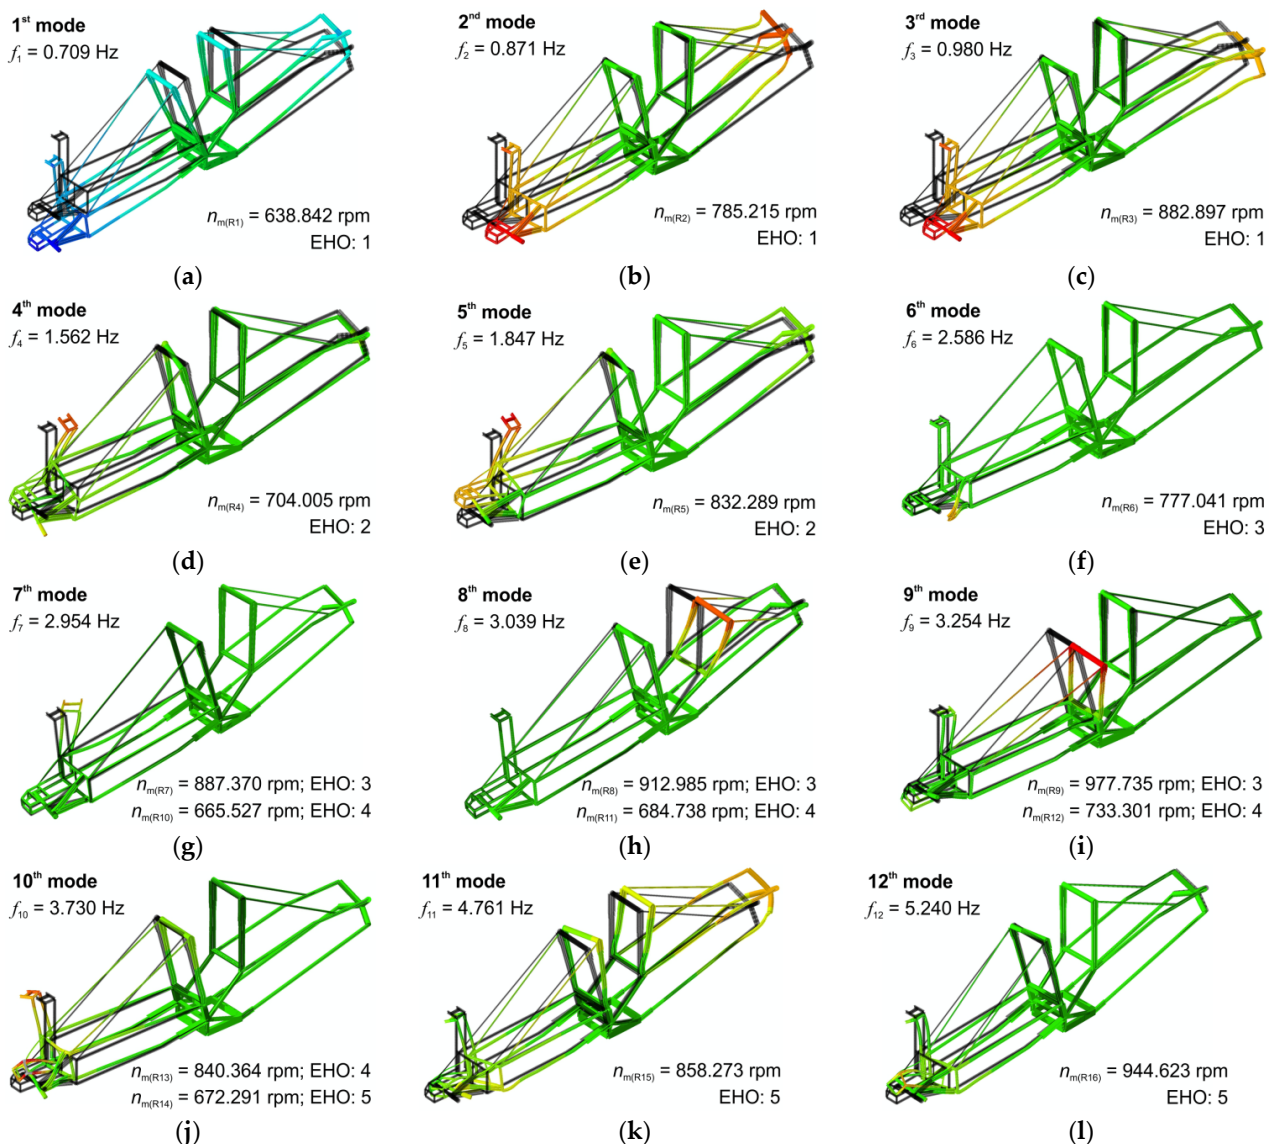 1st mode
f1 = 0.709 Hz
nm(R1) = 638.842 rpm
EHO: 1
(a)
2nd mode
f2 = 0.871 Hz
nm(R2) = 785.215 rpm
EHO: 1
(b)
3rd mode
f3 = 0.980 Hz
nm(R3) = 882.897 rpm
EHO: 1
(c)
4th mode
f4 = 1.562 Hz
nm(R4) = 704.005 rpm
EHO: 2
(d)
5th mode
f5 = 1.847 Hz
nm(R5) = 832.289 rpm
EHO: 2
(e)
6th mode
f6 = 2.586 Hz
nm(R6) = 777.041 rpm
EHO: 3
(f)
7th mode
f7 = 2.954 Hz
nm(R7) = 887.370 rpm; EHO: 3
nm(R10) = 665.527 rpm; EHO: 4
(g)
8th mode
f8 = 3.039 Hz
nm(R8) = 912.985 rpm; EHO: 3
nm(R11) = 684.738 rpm; EHO: 4
(h)
9th mode
f9 = 3.254 Hz
nm(R9) = 977.735 rpm; EHO: 3
nm(R12) = 733.301 rpm; EHO: 4
(i)
10th mode
f10 = 3.730 Hz
nm(R13) = 840.364 rpm; EHO: 4
nm(R14) = 672.291 rpm; EHO: 5
(j)
11th mode
f11 = 4.761 Hz
nm(R15) = 858.273 rpm
EHO: 5
(k)
12th mode
f12 = 5.240 Hz
nm(R16) = 944.623 rpm
EHO: 5
(l)